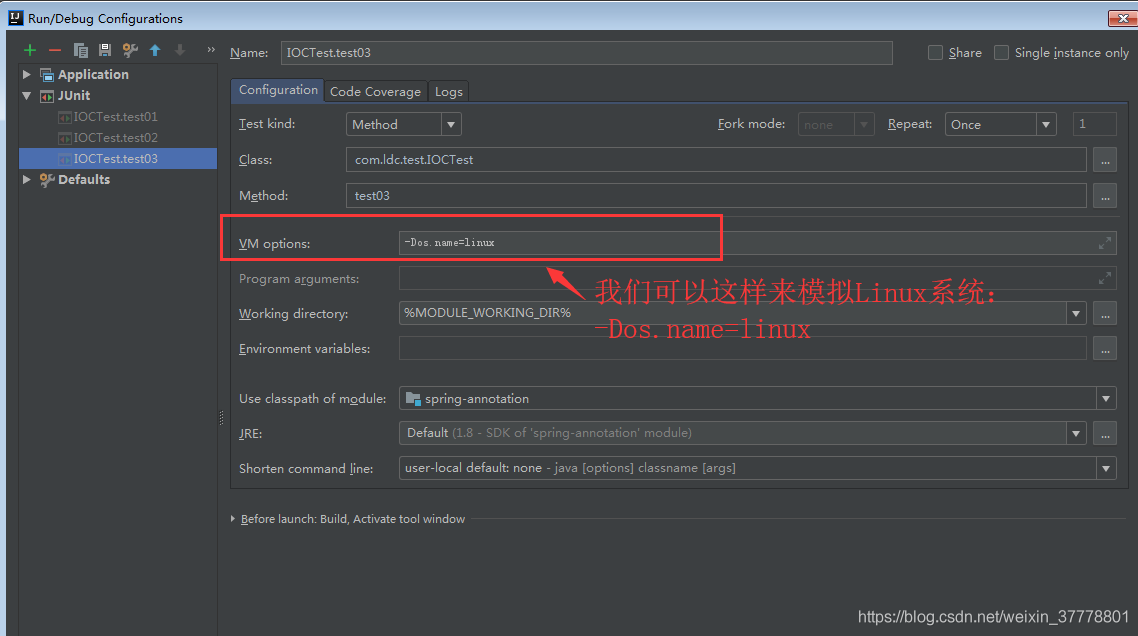 Run/Debug Configurations
Name: IOCTest.test03
Share Single instance only
Application
JUnit
IOCTest.test01
IOCTest.test02
IOCTest.test03
Defaults
Configuration Code Coverage Logs
Test kind: Method Fork mode: none Repeat: Once 1
Class: com.ldc.test.IOCTest ...
Method: test03 ...
VM options: -Dos.name=linux
我们可以这样来模拟Linux系统：
-Dos.name=linux
Program arguments:
Working directory: %MODULE_WORKING_DIR% ...
Environment variables: ...
Use classpath of module: spring-annotation
JRE: Default (1.8 - SDK of 'spring-annotation' module) ...
Shorten command line: user-local default: none - java [options] classname [args]
Before launch: Build, Activate tool window
https://blog.csdn.net/weixin_37778801